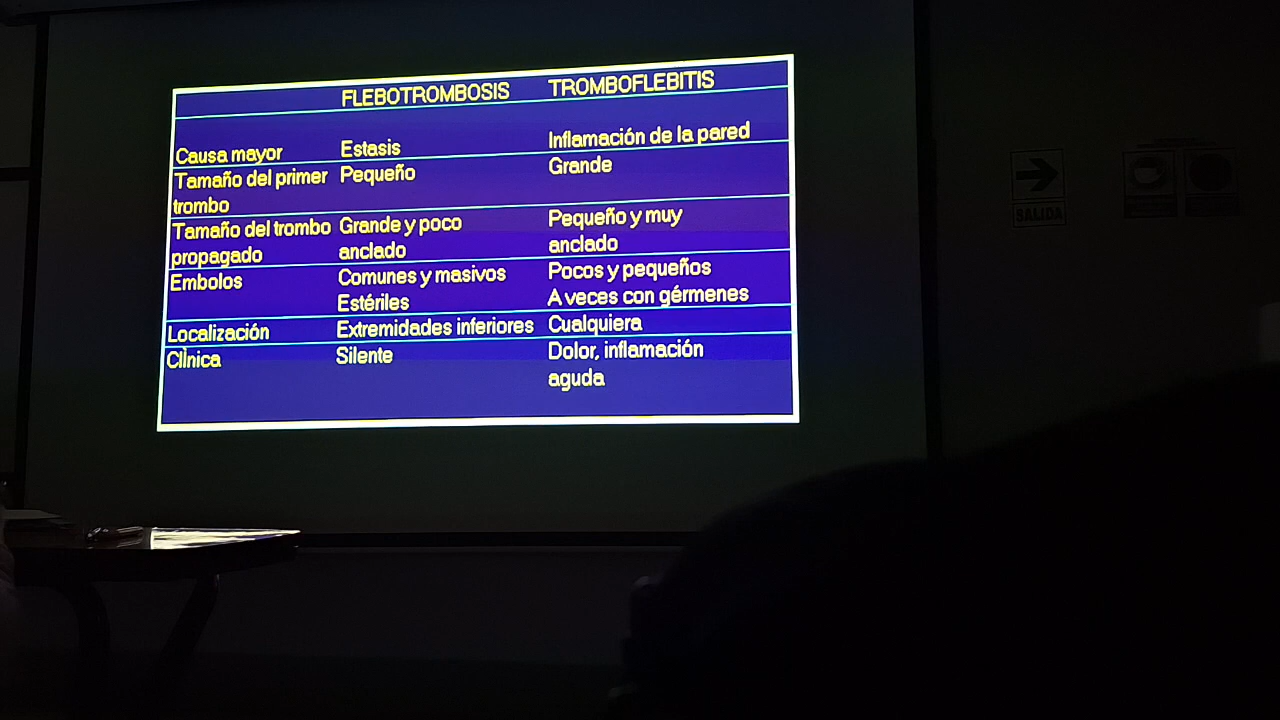 FLEBOTROMBOSIS TROMBOFLEBITIS
Causa mayor Estasis Inflamación de la pared
Tamaño del primer Pequeño Grande
trombo
Tamaño del trombo Grande y poco Pequeño y muy
propagado anclado anclado
Embolos Comunes y masivos Pocos y pequeños
Estériles A veces con gérmenes
Localización Extremidades inferiores Cualquiera
ClÌnica Silente Dolor, inflamación
aguda
SALIDA